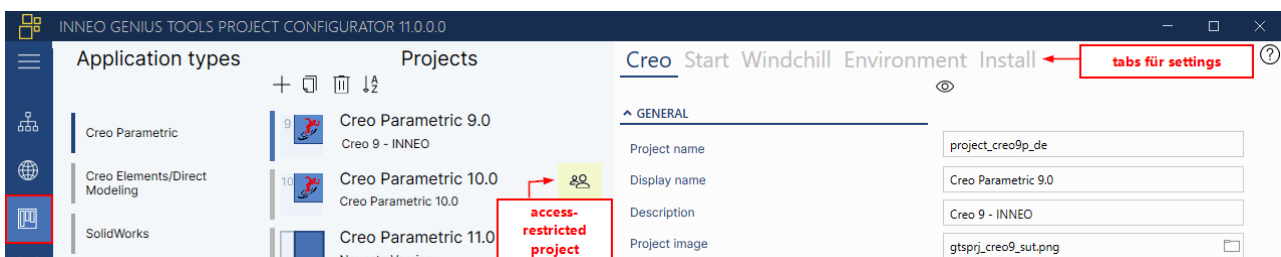 INNEO GENIUS TOOLS PROJECT CONFIGURATOR 11.0.0.0
Application types
Projects
Creo Start Windchill Environment Install
tabs für settings
GENERAL
Creo Parametric
9
Creo Parametric 9.0
Creo 9 - INNEO
Project name
project_creo9p_de
Creo Elements/Direct
Modeling
10
Creo Parametric 10.0
Creo Parametric 10.0
access-
restricted
project
Display name
Creo Parametric 9.0
Description
Creo 9 - INNEO
SolidWorks
Creo Parametric 11.0
Project image
gtsprj_creo9_sut.png